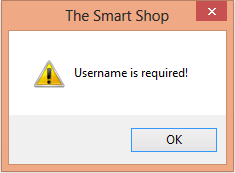 The Smart Shop
Username is required!
OK